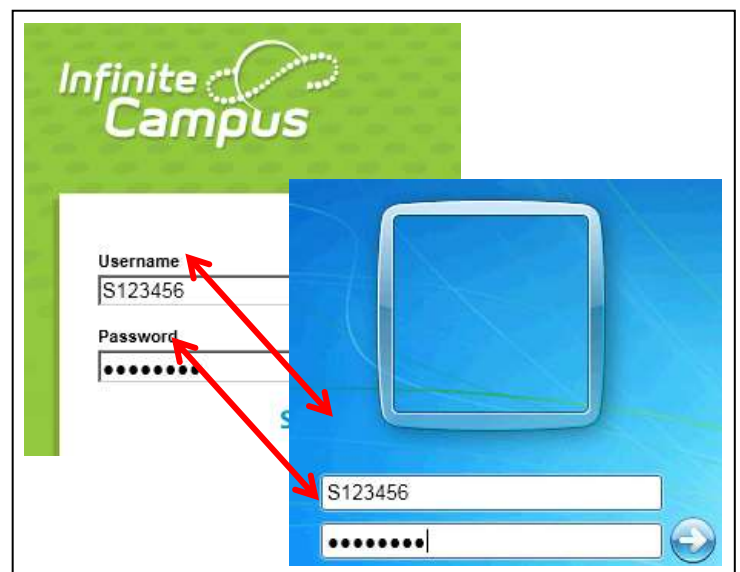 Infinite
Campus
Username
S123456
Password
●●●●●●●●
S
S123456
●●●●●●●●